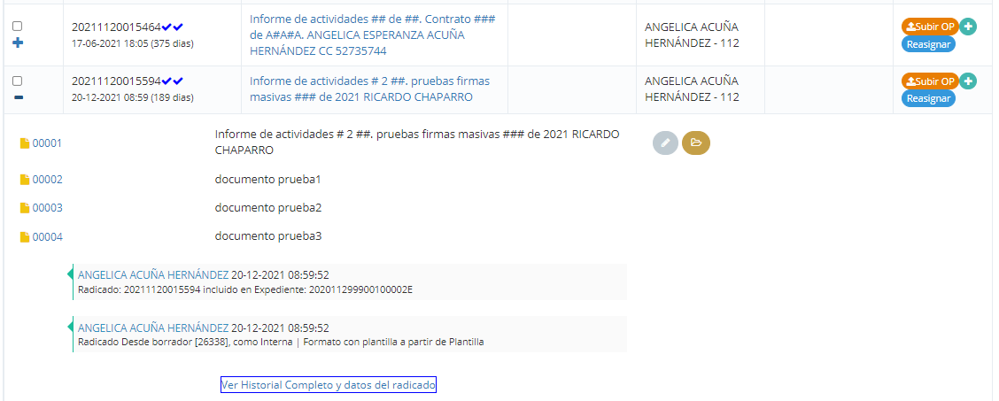 20211120015464
17-06-2021 18:05 (375 dias)
Informe de actividades ## de ##. Contrato ###
de A#A#A. ANGELICA ESPERANZA ACUÑA
HERNÁNDEZ CC 52735744
ANGELICA ACUÑA
HERNÁNDEZ - 112
Subir OP
Reasignar
20211120015594
20-12-2021 08:59 (189 dias)
Informe de actividades # 2 ##. pruebas firmas
masivas ### de 2021 RICARDO CHAPARRO
ANGELICA ACUÑA
HERNÁNDEZ - 112
Subir OP
Reasignar
00001
Informe de actividades # 2 ##. pruebas firmas masivas ### de 2021 RICARDO
CHAPARRO
00002 documento prueba1
00003 documento prueba2
00004 documento prueba3
ANGELICA ACUÑA HERNÁNDEZ 20-12-2021 08:59:52
Radicado: 20211120015594 incluido en Expediente: 202011299900100002E
ANGELICA ACUÑA HERNÁNDEZ 20-12-2021 08:59:52
Radicado Desde borrador [26338], como Interna | Formato con plantilla a partir de Plantilla
Ver Historial Completo y datos del radicado